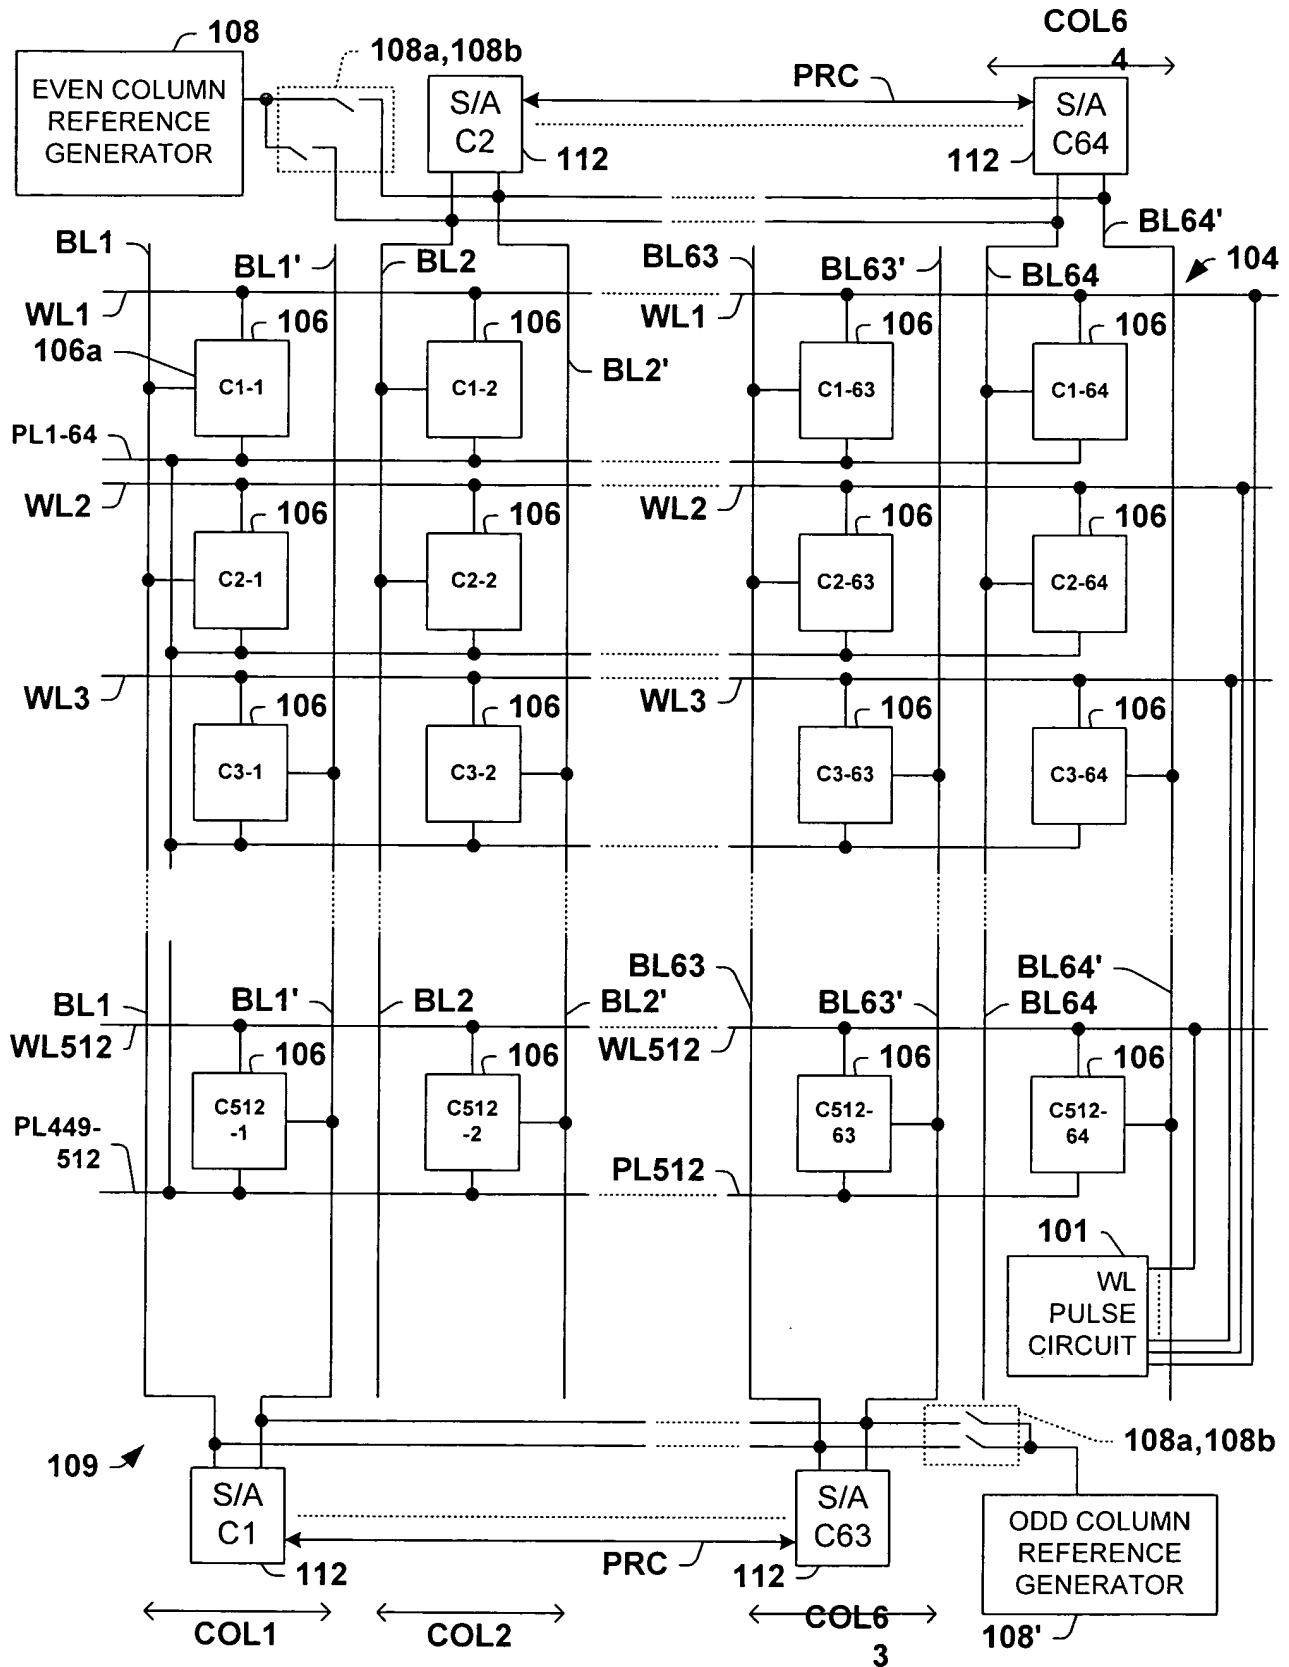 108
EVEN COLUMN
REFERENCE
GENERATOR
108a,108b
S/A
C2
112
PRC
COL6
4
S/A
C64
112
BL64'
104
BL1
BL1'
BL2
BL2'
BL63
BL63'
BL64
WL1
WL1
106a
106
C1-1
106
C1-2
106
C1-63
106
C1-64
PL1-64
WL2
WL2
106
C2-1
106
C2-2
106
C2-63
106
C2-64
WL3
WL3
106
C3-1
106
C3-2
106
C3-63
106
C3-64
BL1
BL1'
BL2
BL2'
BL63
BL63'
BL64'
BL64
WL512
WL512
106
C512
-1
106
C512
-2
106
C512-
63
106
C512-
64
PL449-
512
PL512
101
WL
PULSE
CIRCUIT
109
108a,108b
S/A
C1
112
PRC
S/A
C63
112
ODD COLUMN
REFERENCE
GENERATOR
108'
COL1
COL2
COL6
3